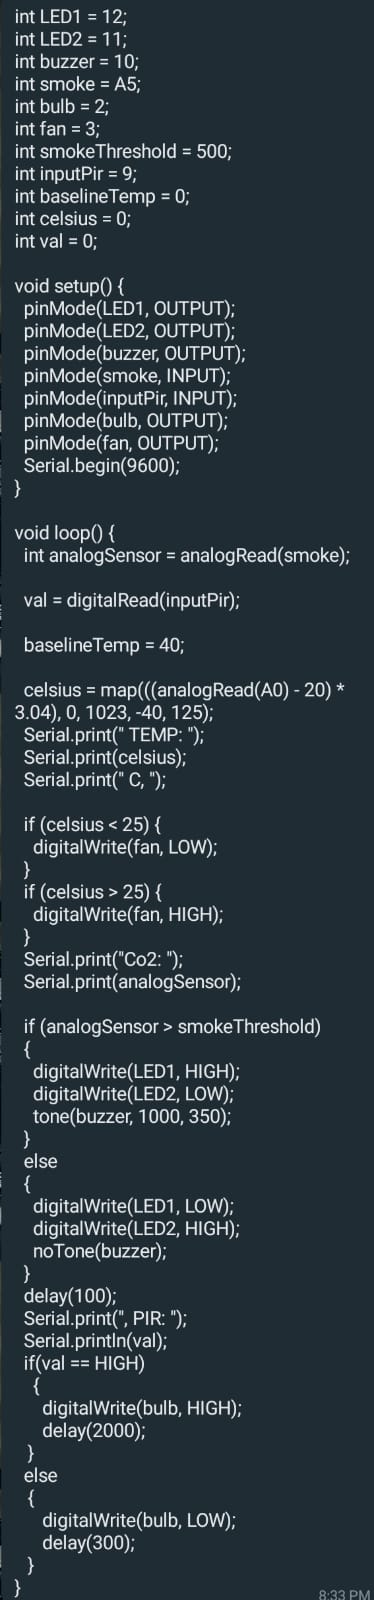 int LED1 = 12;
int LED2 = 11;
int buzzer = 10;
int smoke = A5;
int bulb = 2;
int fan = 3;
int smokeThreshold = 500;
int inputPir = 9;
int baselineTemp = 0;
int celsius = 0;
int val = 0;

void setup() {
  pinMode(LED1, OUTPUT);
  pinMode(LED2, OUTPUT);
  pinMode(buzzer, OUTPUT);
  pinMode(smoke, INPUT);
  pinMode(inputPir, INPUT);
  pinMode(bulb, OUTPUT);
  pinMode(fan, OUTPUT);
  Serial.begin(9600);
}

void loop() {
  int analogSensor = analogRead(smoke);

  val = digitalRead(inputPir);

  baselineTemp = 40;

  celsius = map(((analogRead(A0) - 20) *
3.04), 0, 1023, -40, 125);
  Serial.print(" TEMP: ");
  Serial.print(celsius);
  Serial.print(" C, ");

  if (celsius < 25) {
    digitalWrite(fan, LOW);
  }
  if (celsius > 25) {
    digitalWrite(fan, HIGH);
  }
  Serial.print("Co2: ");
  Serial.print(analogSensor);

  if (analogSensor > smokeThreshold)
  {
    digitalWrite(LED1, HIGH);
    digitalWrite(LED2, LOW);
    tone(buzzer, 1000, 350);
  }
  else
  {
    digitalWrite(LED1, LOW);
    digitalWrite(LED2, HIGH);
    noTone(buzzer);
  }
  delay(100);
  Serial.print(", PIR: ");
  Serial.println(val);
  if(val == HIGH)
    {
     digitalWrite(bulb, HIGH);
     delay(2000);
   }
  else
   {
     digitalWrite(bulb, LOW);
     delay(300);
   }
}
8:33 PM